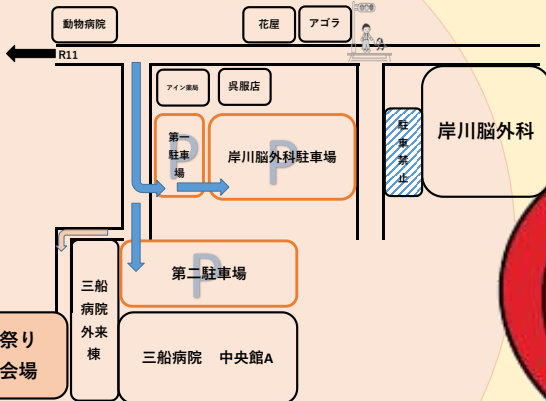 動物病院
花屋
アゴラ
R11
アイン薬局
呉服店
第一
駐車
場
P
岸川脳外科駐車場
P
駐車禁止
岸川脳外科
第二駐車場
P
三船
病院
外来
棟
祭り
会場
三船病院 中央館A